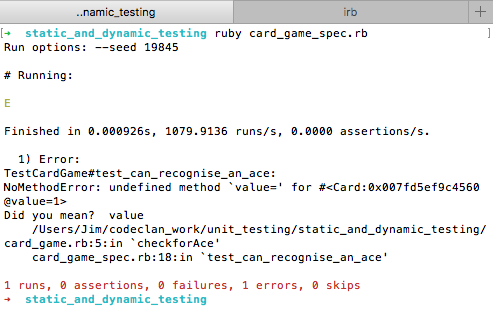 ..namic_testing
irb
+
[➜ static_and_dynamic_testing ruby card_game_spec.rb ]
Run options: --seed 19845
# Running:
E
Finished in 0.000926s, 1079.9136 runs/s, 0.0000 assertions/s.
1) Error:
TestCardGame#test_can_recognise_an_ace:
NoMethodError: undefined method `value=' for #<Card:0x007fd5ef9c4560
@value=1>
Did you mean?  value
/Users/Jim/codeclan_work/unit_testing/static_and_dynamic_testing/
card_game.rb:5:in `checkforAce'
card_game_spec.rb:18:in `test_can_recognise_an_ace'
1 runs, 0 assertions, 0 failures, 1 errors, 0 skips
➜ static_and_dynamic_testing